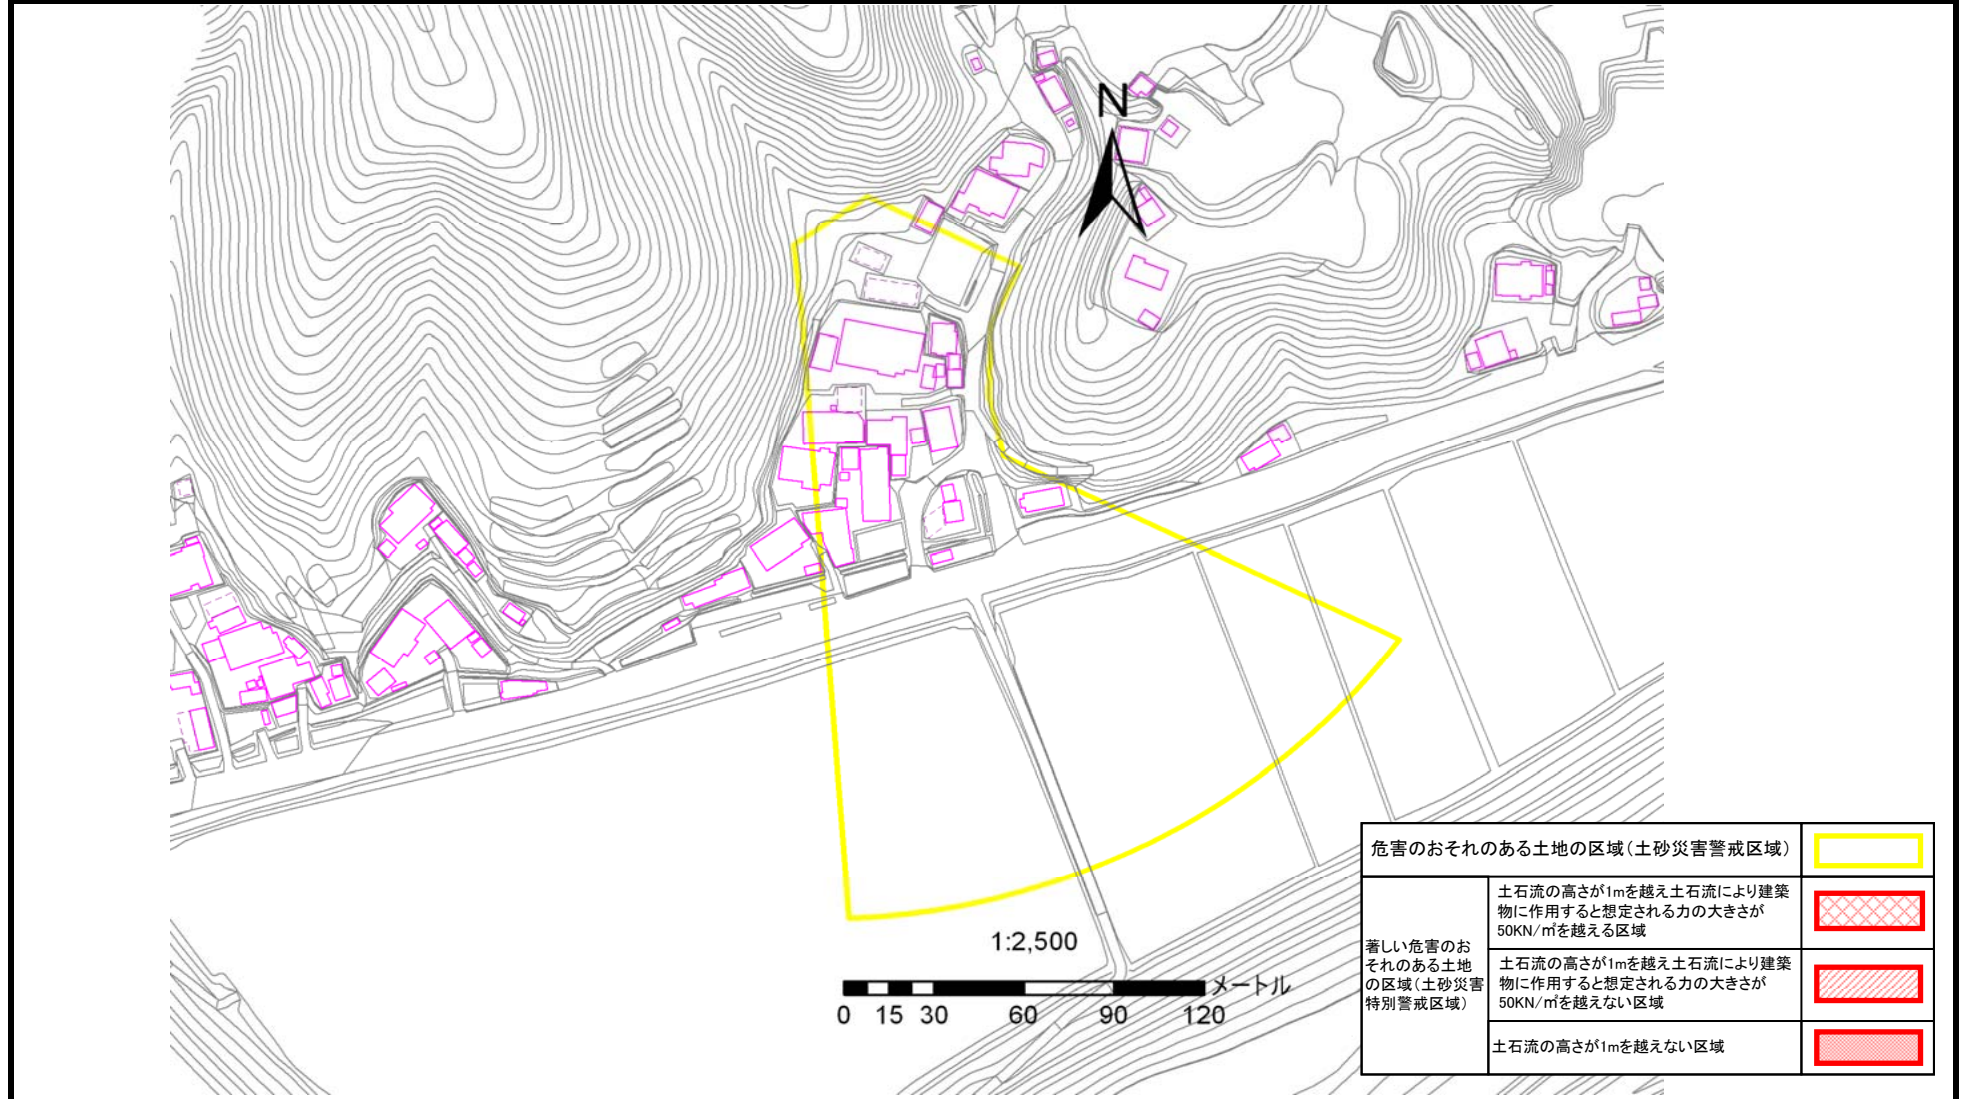 N
1:2,500
メートル
0 15 30 60 90 120
危害のおそれのある土地の区域(土砂災害警戒区域)
著しい危害のお
それのある土地
の区域(土砂災害
特別警戒区域)
土石流の高さが1mを越え土石流により建築
物に作用すると想定される力の大きさが
50KN/㎡を越える区域
土石流の高さが1mを越え土石流により建築
物に作用すると想定される力の大きさが
50KN/㎡を越えない区域
土石流の高さが1mを越えない区域